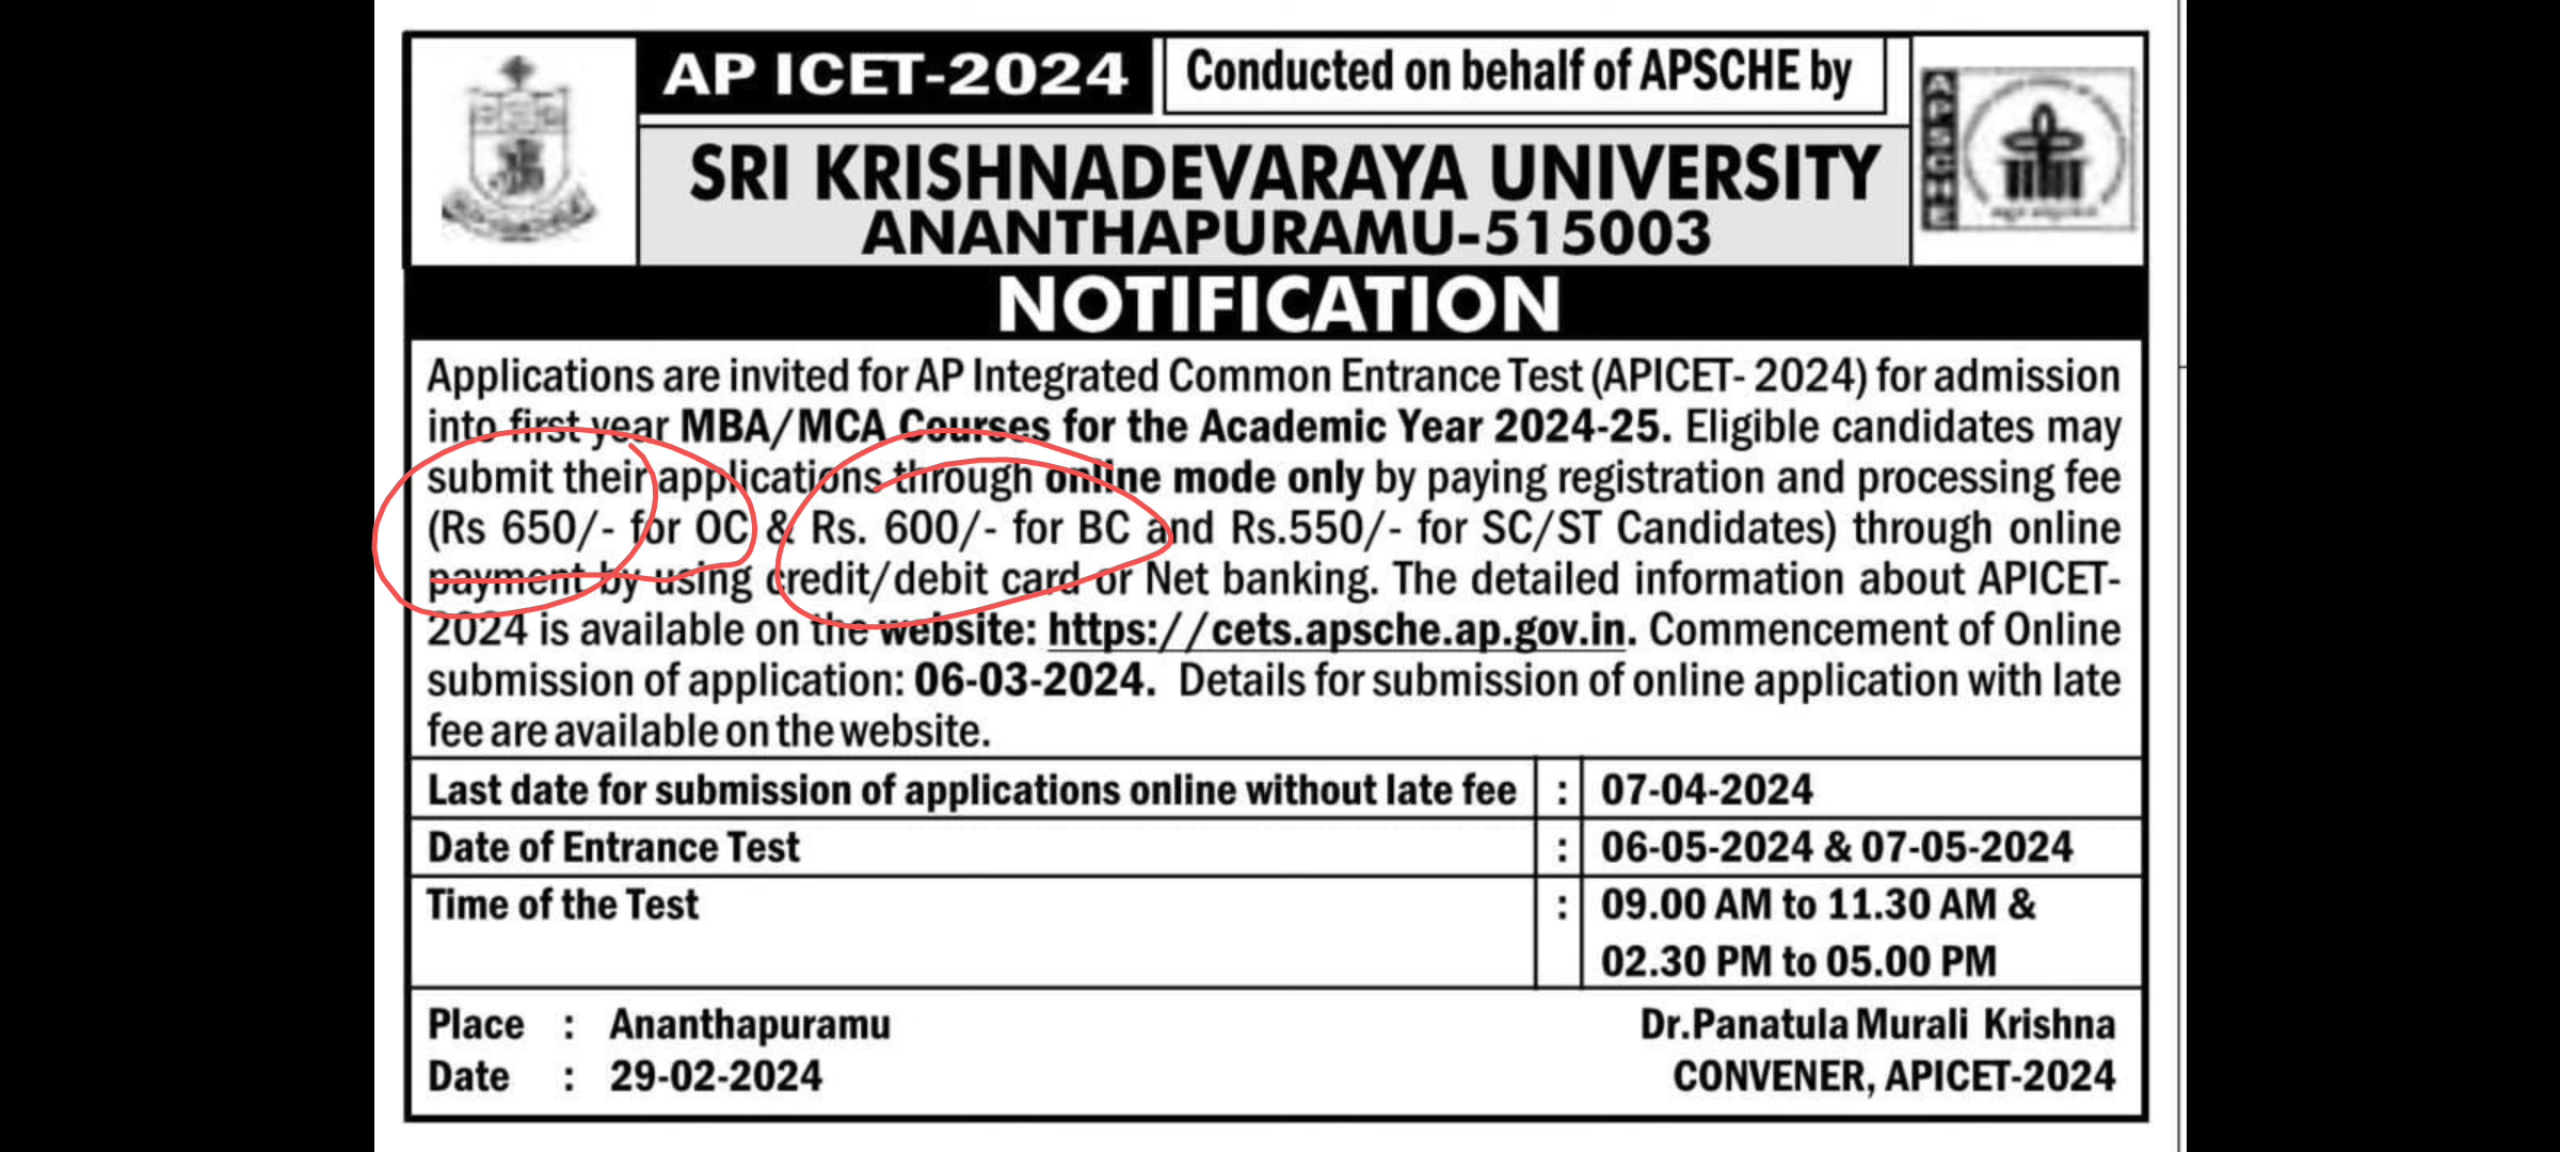 AP ICET-2024
Conducted on behalf of APSCHE by
SRI KRISHNADEVARAYA UNIVERSITY
ANANTHAPURAMU-515003
APSCHE
NOTIFICATION
Applications are invited for AP Integrated Common Entrance Test (APICET- 2024) for admission
into first year MBA/MCA Courses for the Academic Year 2024-25. Eligible candidates may
submit their applications through online mode only by paying registration and processing fee
(Rs 650/- for OC & Rs. 600/- for BC and Rs.550/- for SC/ST Candidates) through online
payment by using credit/debit card or Net banking. The detailed information about APICET-
2024 is available on the website: https://cets.apsche.ap.gov.in. Commencement of Online
submission of application: 06-03-2024. Details for submission of online application with late
fee are available on the website.
Last date for submission of applications online without late fee : 07-04-2024
Date of Entrance Test : 06-05-2024 & 07-05-2024
Time of the Test : 09.00 AM to 11.30 AM &
02.30 PM to 05.00 PM
Place : Ananthapuramu
Dr.Panatula Murali Krishna
Date : 29-02-2024
CONVENER, APICET-2024